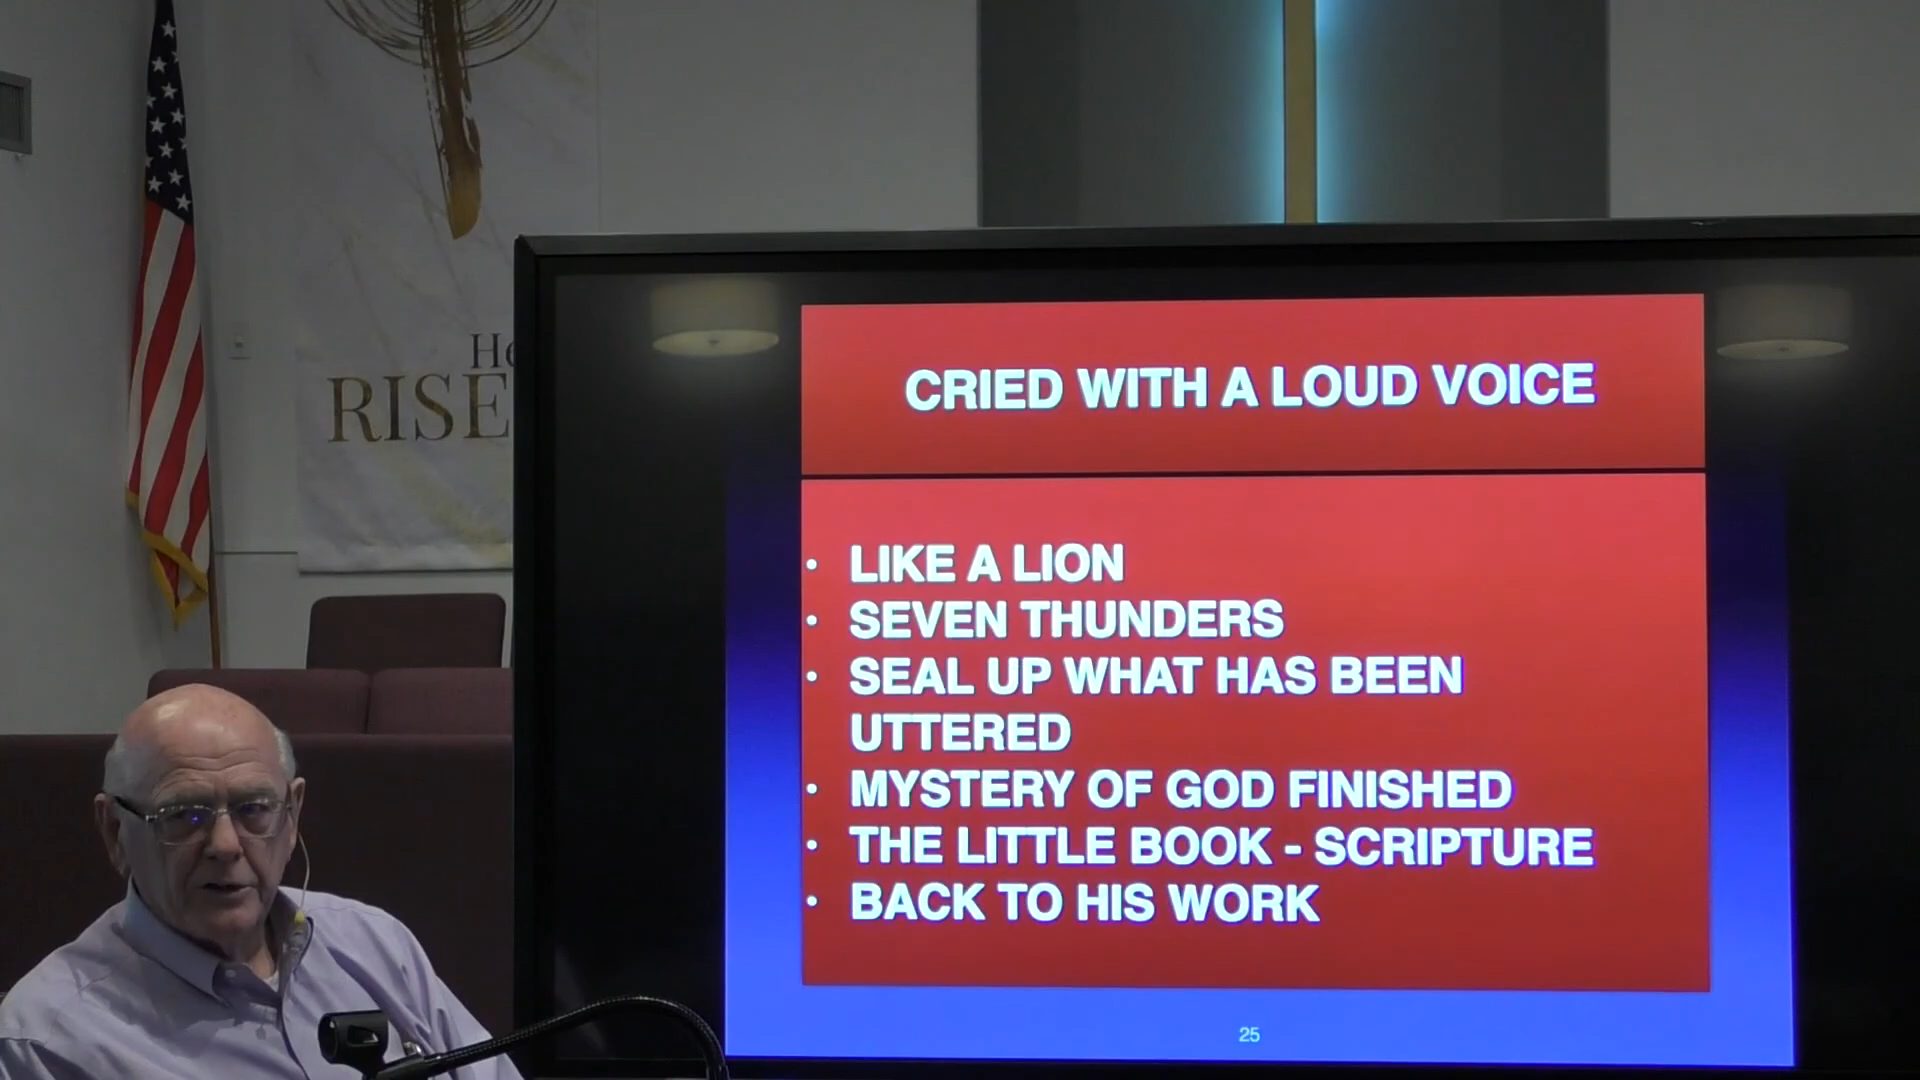 RISE
CRIED WITH A LOUD VOICE
• LIKE A LION
• SEVEN THUNDERS
• SEAL UP WHAT HAS BEEN
UTTERED
• MYSTERY OF GOD FINISHED
• THE LITTLE BOOK - SCRIPTURE
• BACK TO HIS WORK
25